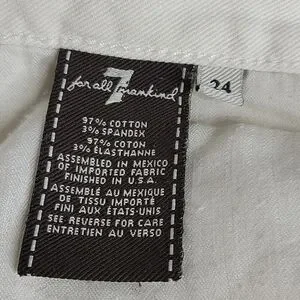 7
for all mankind
24
97% COTTON
3% SPANDEX
97% COTON
3% ÉLASTHANNE
ASSEMBLED IN MEXICO
OF IMPORTED FABRIC
FINISHED IN U.S.A.
ASSEMBLÉ AU MEXIQUE
DE TISSU IMPORTÉ
FINI AUX ÉTATS-UNIS
SEE REVERSE FOR CARE
ENTRETIEN AU VERSO